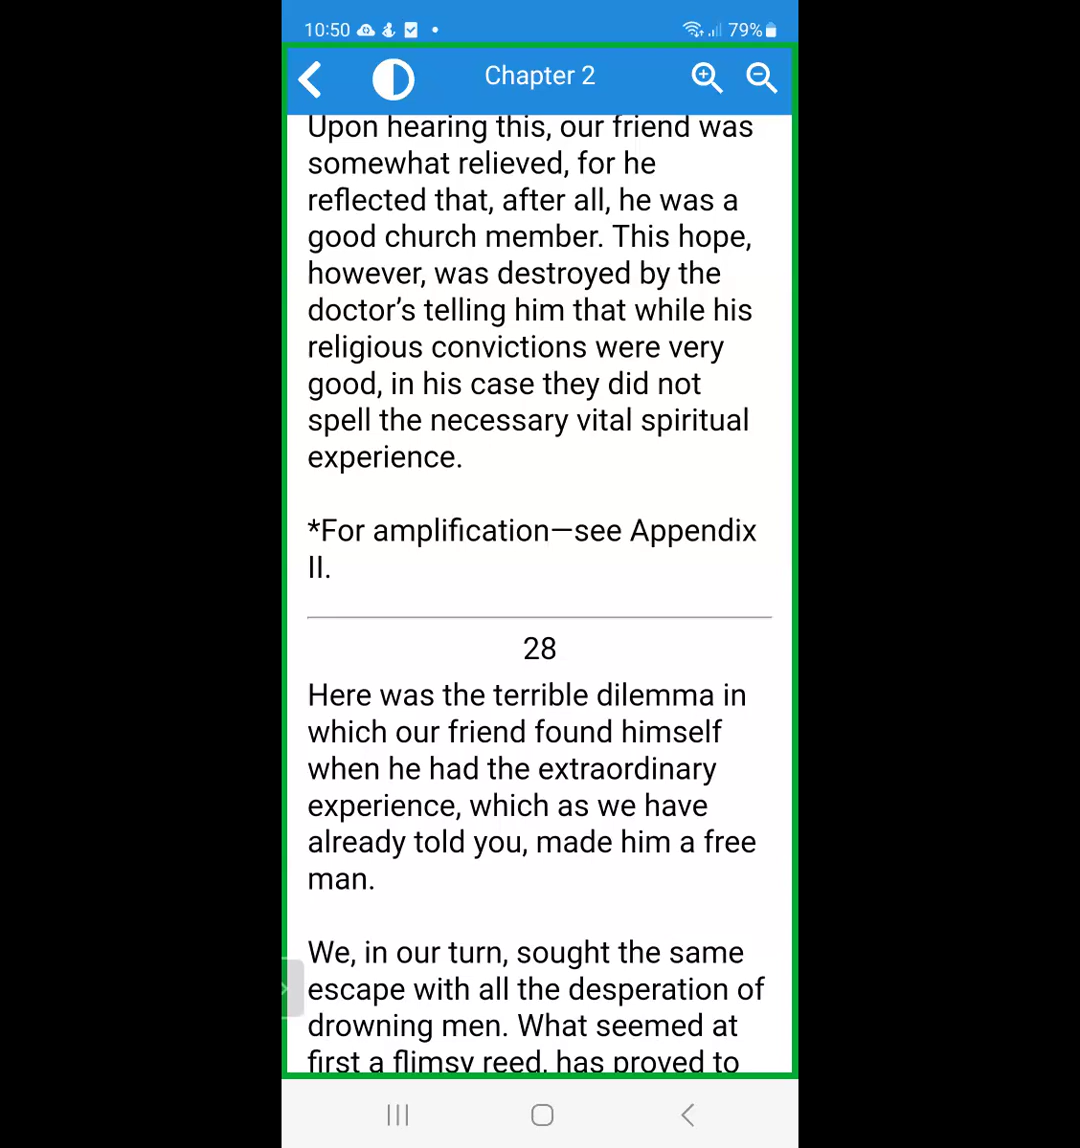 10:50 79%
Chapter 2
Upon hearing this, our friend was
somewhat relieved, for he
reflected that, after all, he was a
good church member. This hope,
however, was destroyed by the
doctor’s telling him that while his
religious convictions were very
good, in his case they did not
spell the necessary vital spiritual
experience.
*For amplification—see Appendix
II.
28
Here was the terrible dilemma in
which our friend found himself
when he had the extraordinary
experience, which as we have
already told you, made him a free
man.
We, in our turn, sought the same
escape with all the desperation of
drowning men. What seemed at
first a flimsy reed, has proved to